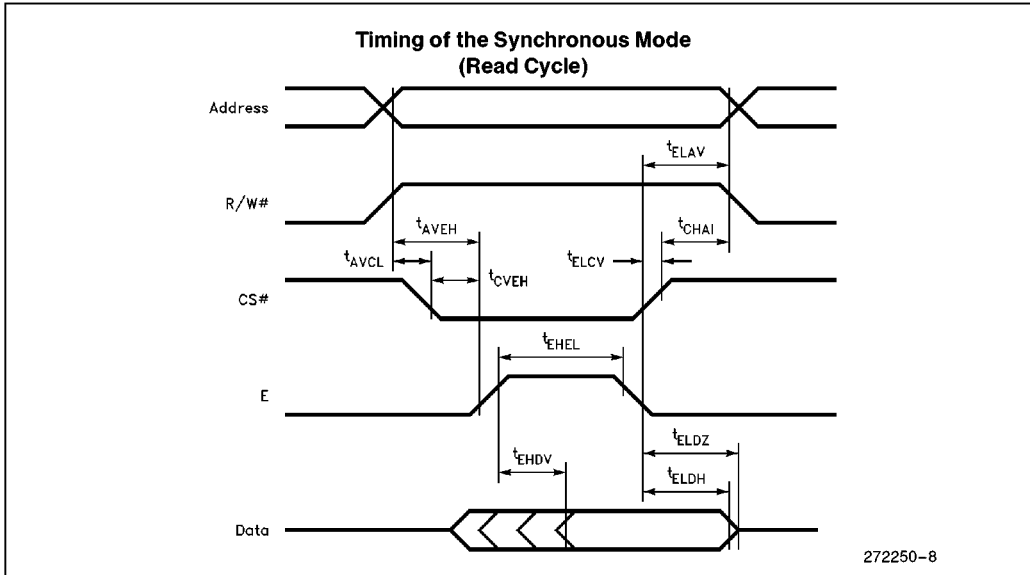 Timing of the Synchronous Mode
(Read Cycle)
Address
tELAV
R/W#
tAVEH
tCHAI
tAVCL
tELCV
tCVEH
CS#
tEHEL
E
tELDZ
tEHDV
tELDH
Data
272250-8